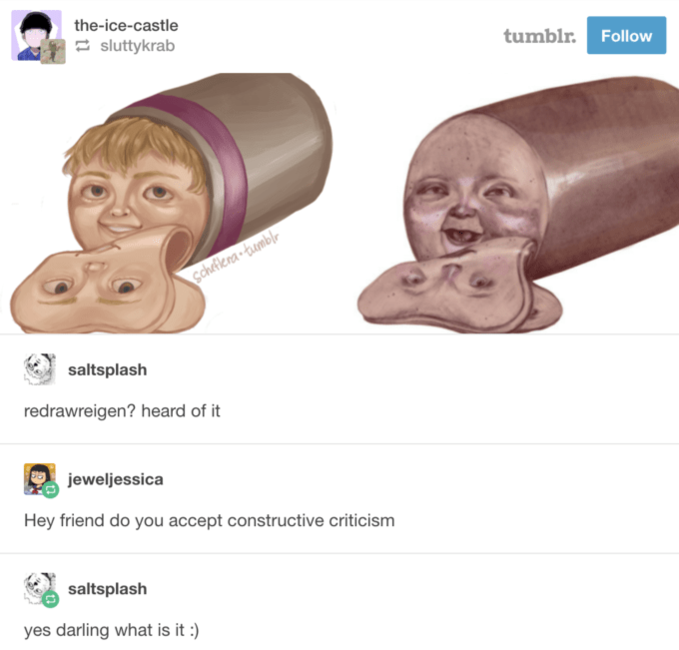 the-ice-castle
sluttykrab
tumblr.
Follow
schiflera.tumblr
saltsplash
redrawreigen? heard of it
jeweljessica
Hey friend do you accept constructive criticism
saltsplash
yes darling what is it :)